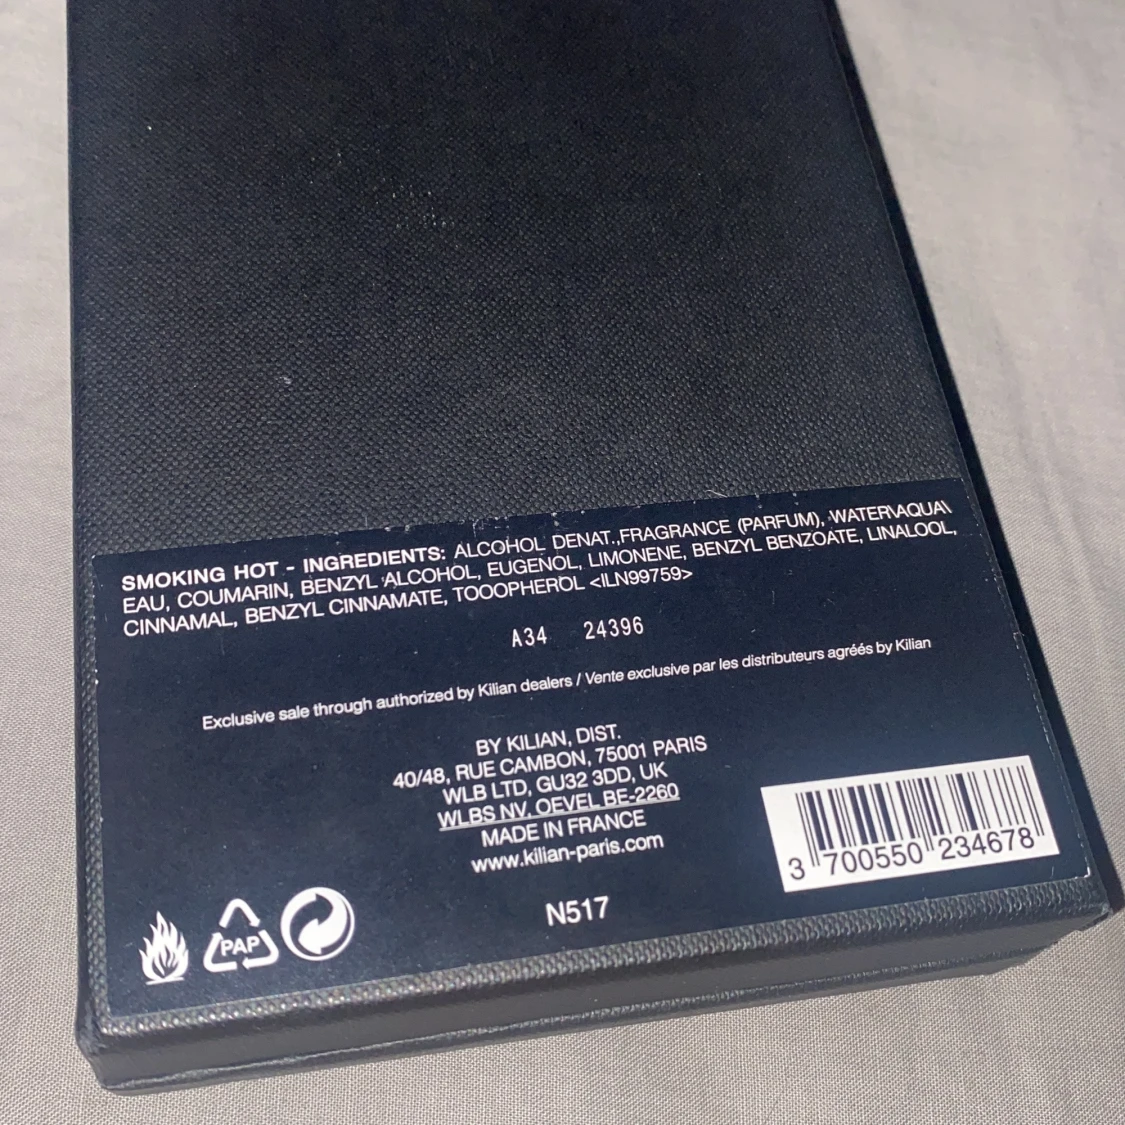 SMOKING HOT - INGREDIENTS: ALCOHOL DENAT.,FRAGRANCE (PARFUM), WATER\AQUA\
EAU, COUMARIN, BENZYL ALCOHOL, EUGENOL, LIMONENE, BENZYL BENZOATE, LINALOOL,
CINNAMAL, BENZYL CINNAMATE, TOOOPHEROL <ILN99759>
A34 24396
Exclusive sale through authorized by Kilian dealers / Vente exclusive par les distributeurs agréés by Kilian
BY KILIAN, DIST.
40/48, RUE CAMBON, 75001 PARIS
WLB LTD, GU32 3DD, UK
WLBS NV. OEVEL BE-2260
MADE IN FRANCE
www.kilian-paris.com
3 700550 234678
PAP
N517